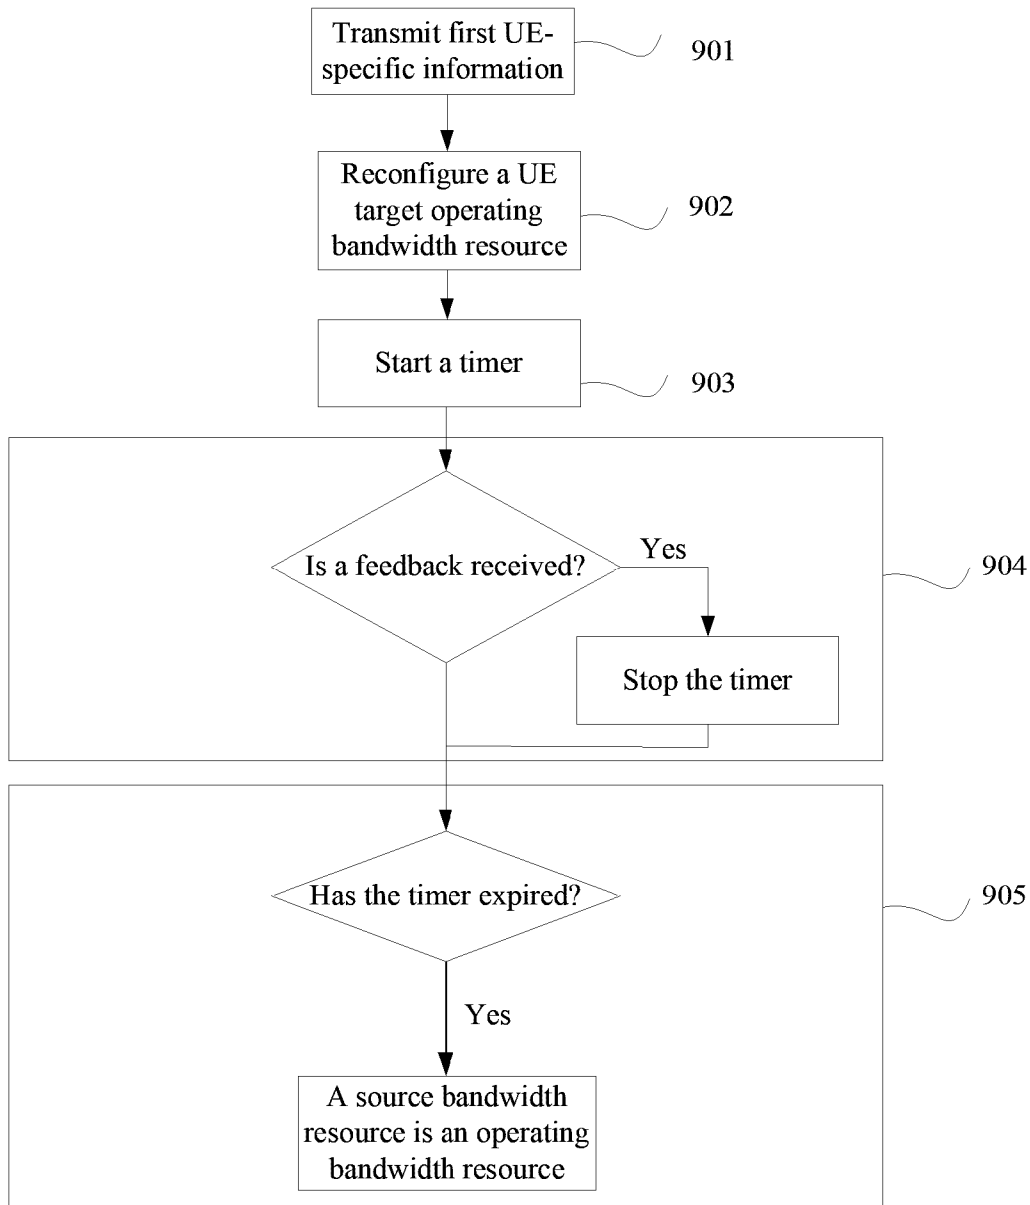 Transmit first UE-
specific information
901
Reconfigure a UE
target operating
bandwidth resource
902
Start a timer
903
Is a feedback received?
Yes
904
Stop the timer
Has the timer expired?
905
Yes
A source bandwidth
resource is an operating
bandwidth resource